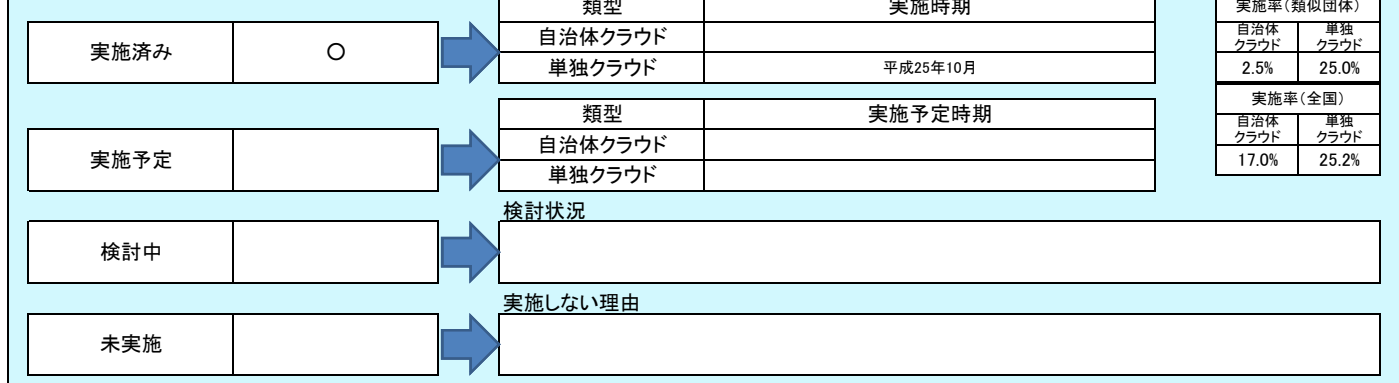 類型 実施時期
実施済み ○
自治体クラウド
単独クラウド 平成25年10月
実施率(類似団体)
自治体クラウド 単独クラウド
2.5% 25.0%
実施率(全国)
自治体クラウド 単独クラウド
17.0% 25.2%
類型 実施予定時期
実施予定
自治体クラウド
単独クラウド
検討状況
検討中
実施しない理由
未実施